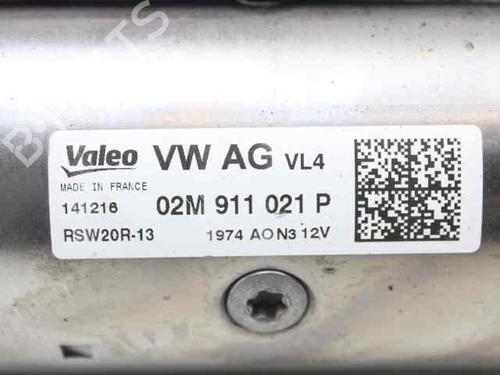 Valeo VW AG VL4
MADE IN FRANCE
141216 02M 911 021 P
RSW20R-13 1974 AO N3 12V